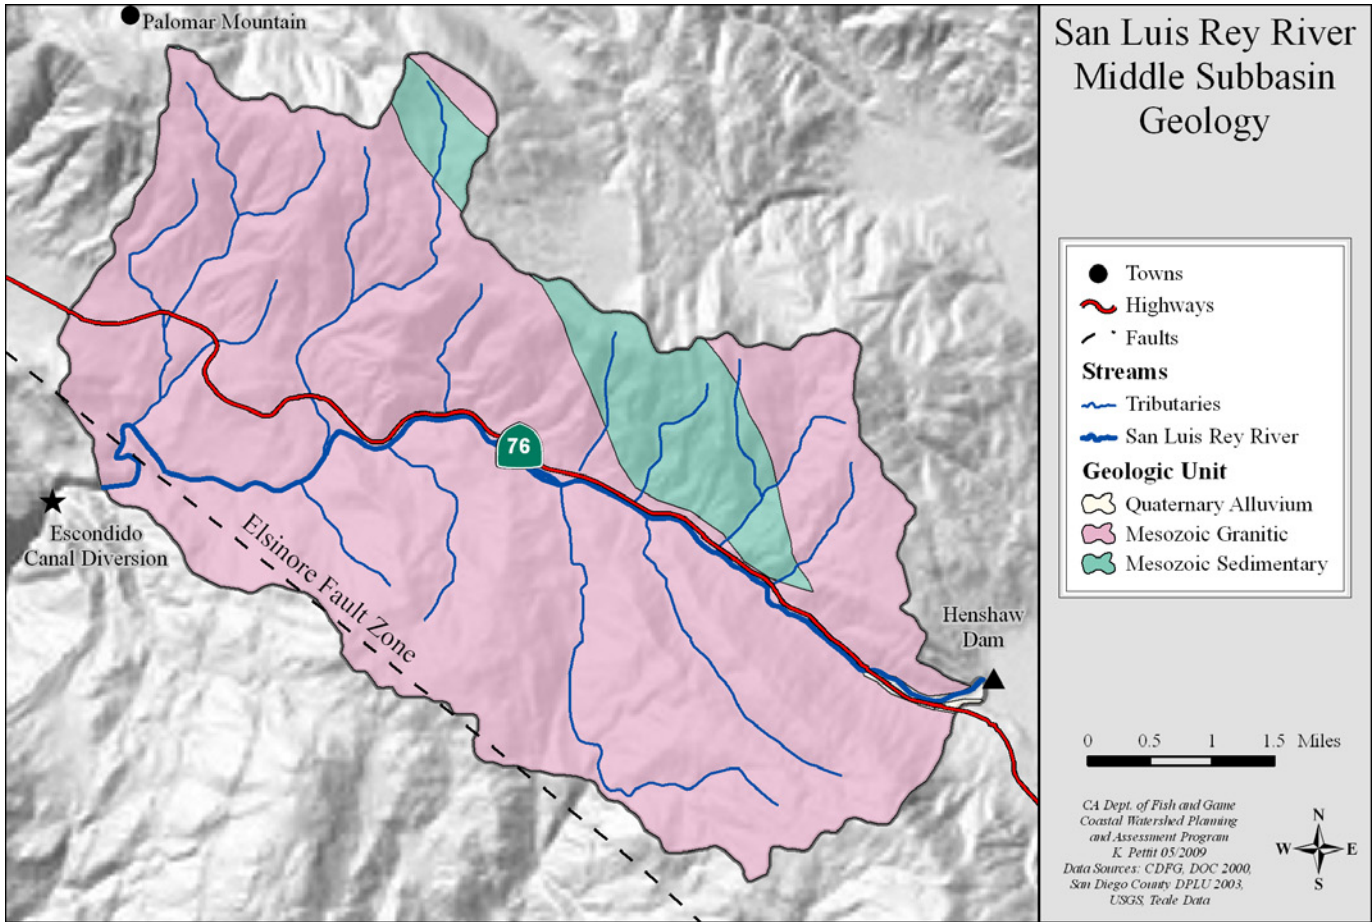 Palomar Mountain
76
Elsinore Fault Zone
Escondido
Canal Diversion
Henshaw
Dam
San Luis Rey River
Middle Subbasin
Geology
Towns
Highways
Faults
Streams
Tributaries
San Luis Rey River
Geologic Unit
Quaternary Alluvium
Mesozoic Granitic
Mesozoic Sedimentary
0 0.5 1 1.5 Miles
CA Dept. of Fish and Game
Coastal Watershed Planning
and Assessment Program
K. Pettit 05/2009
Data Sources: CDFG, DOC 2000,
San Diego County DPLU 2003,
USGS, Teale Data
N
W E
S